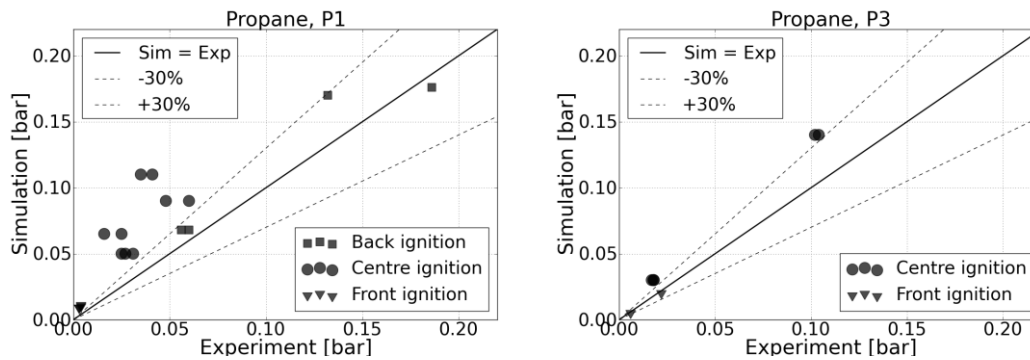 Propane, P1
Simulation [bar]
0.20
0.15
0.10
0.05
0.00
Sim = Exp
-30%
+30%
Back ignition
Centre ignition
Front ignition
0.00 0.05 0.10 0.15 0.20
Experiment [bar]
Propane, P3
Simulation [bar]
0.20
0.15
0.10
0.05
0.00
Sim = Exp
-30%
+30%
Centre ignition
Front ignition
0.00 0.05 0.10 0.15 0.20
Experiment [bar]